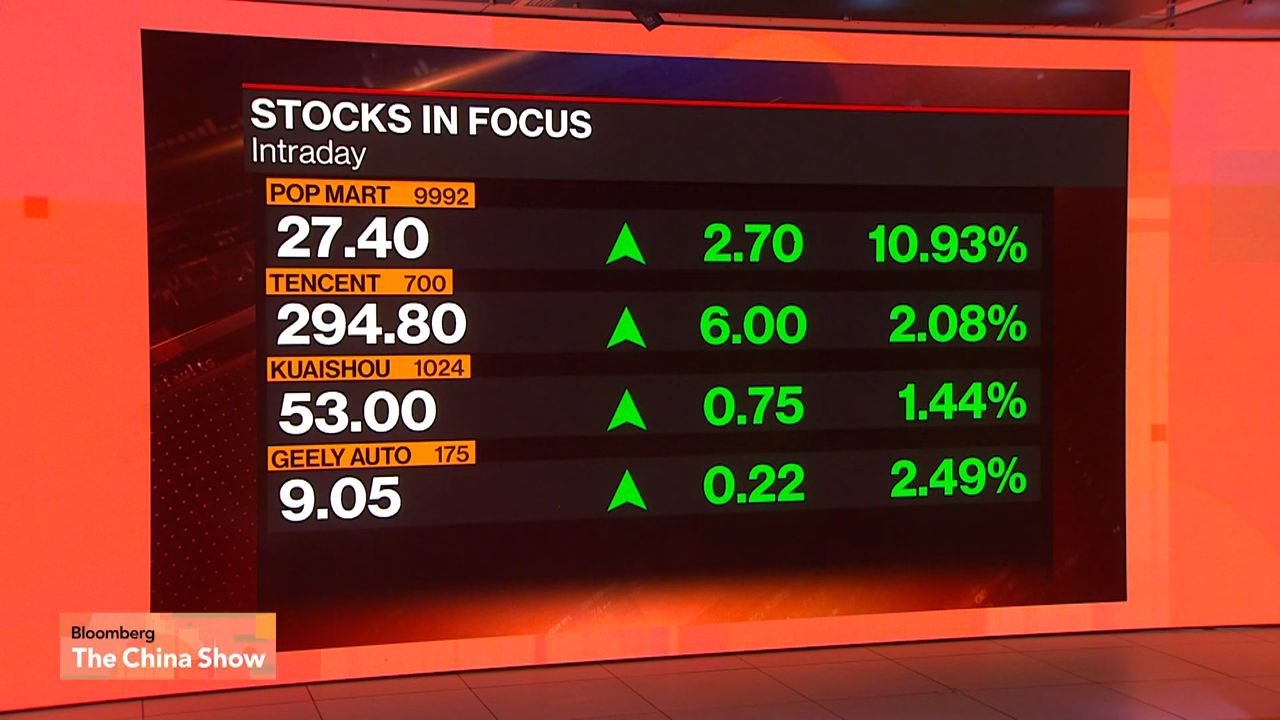 STOCKS IN FOCUS
Intraday
POP MART 9992
27.40 2.70 10.93%
TENCENT 700
294.80 6.00 2.08%
KUAISHOU 1024
53.00 0.75 1.44%
GEELY AUTO 175
9.05 0.22 2.49%
Bloomberg
The China Show